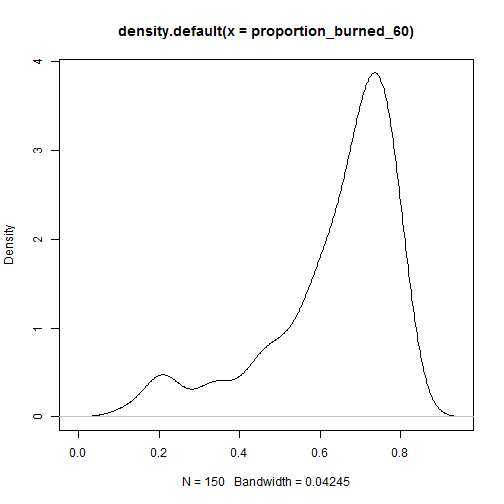 density.default(x = proportion_burned_60)
Density
0
1
2
3
4
0.0 0.2 0.4 0.6 0.8
N = 150 Bandwidth = 0.04245